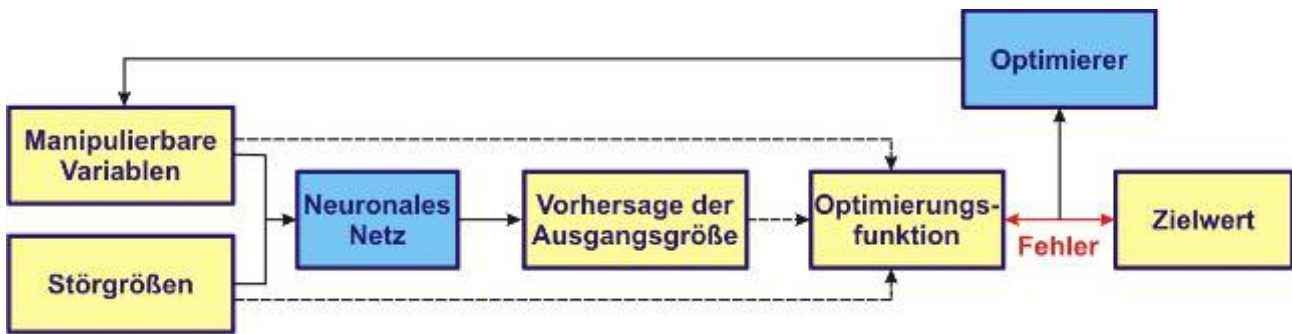 Optimierer
Manipulierbare
Variablen
Neuronales
Netz
Vorhersage der
Ausgangsgröße
Optimierungs-
funktion
Fehler
Zielwert
Störgrößen